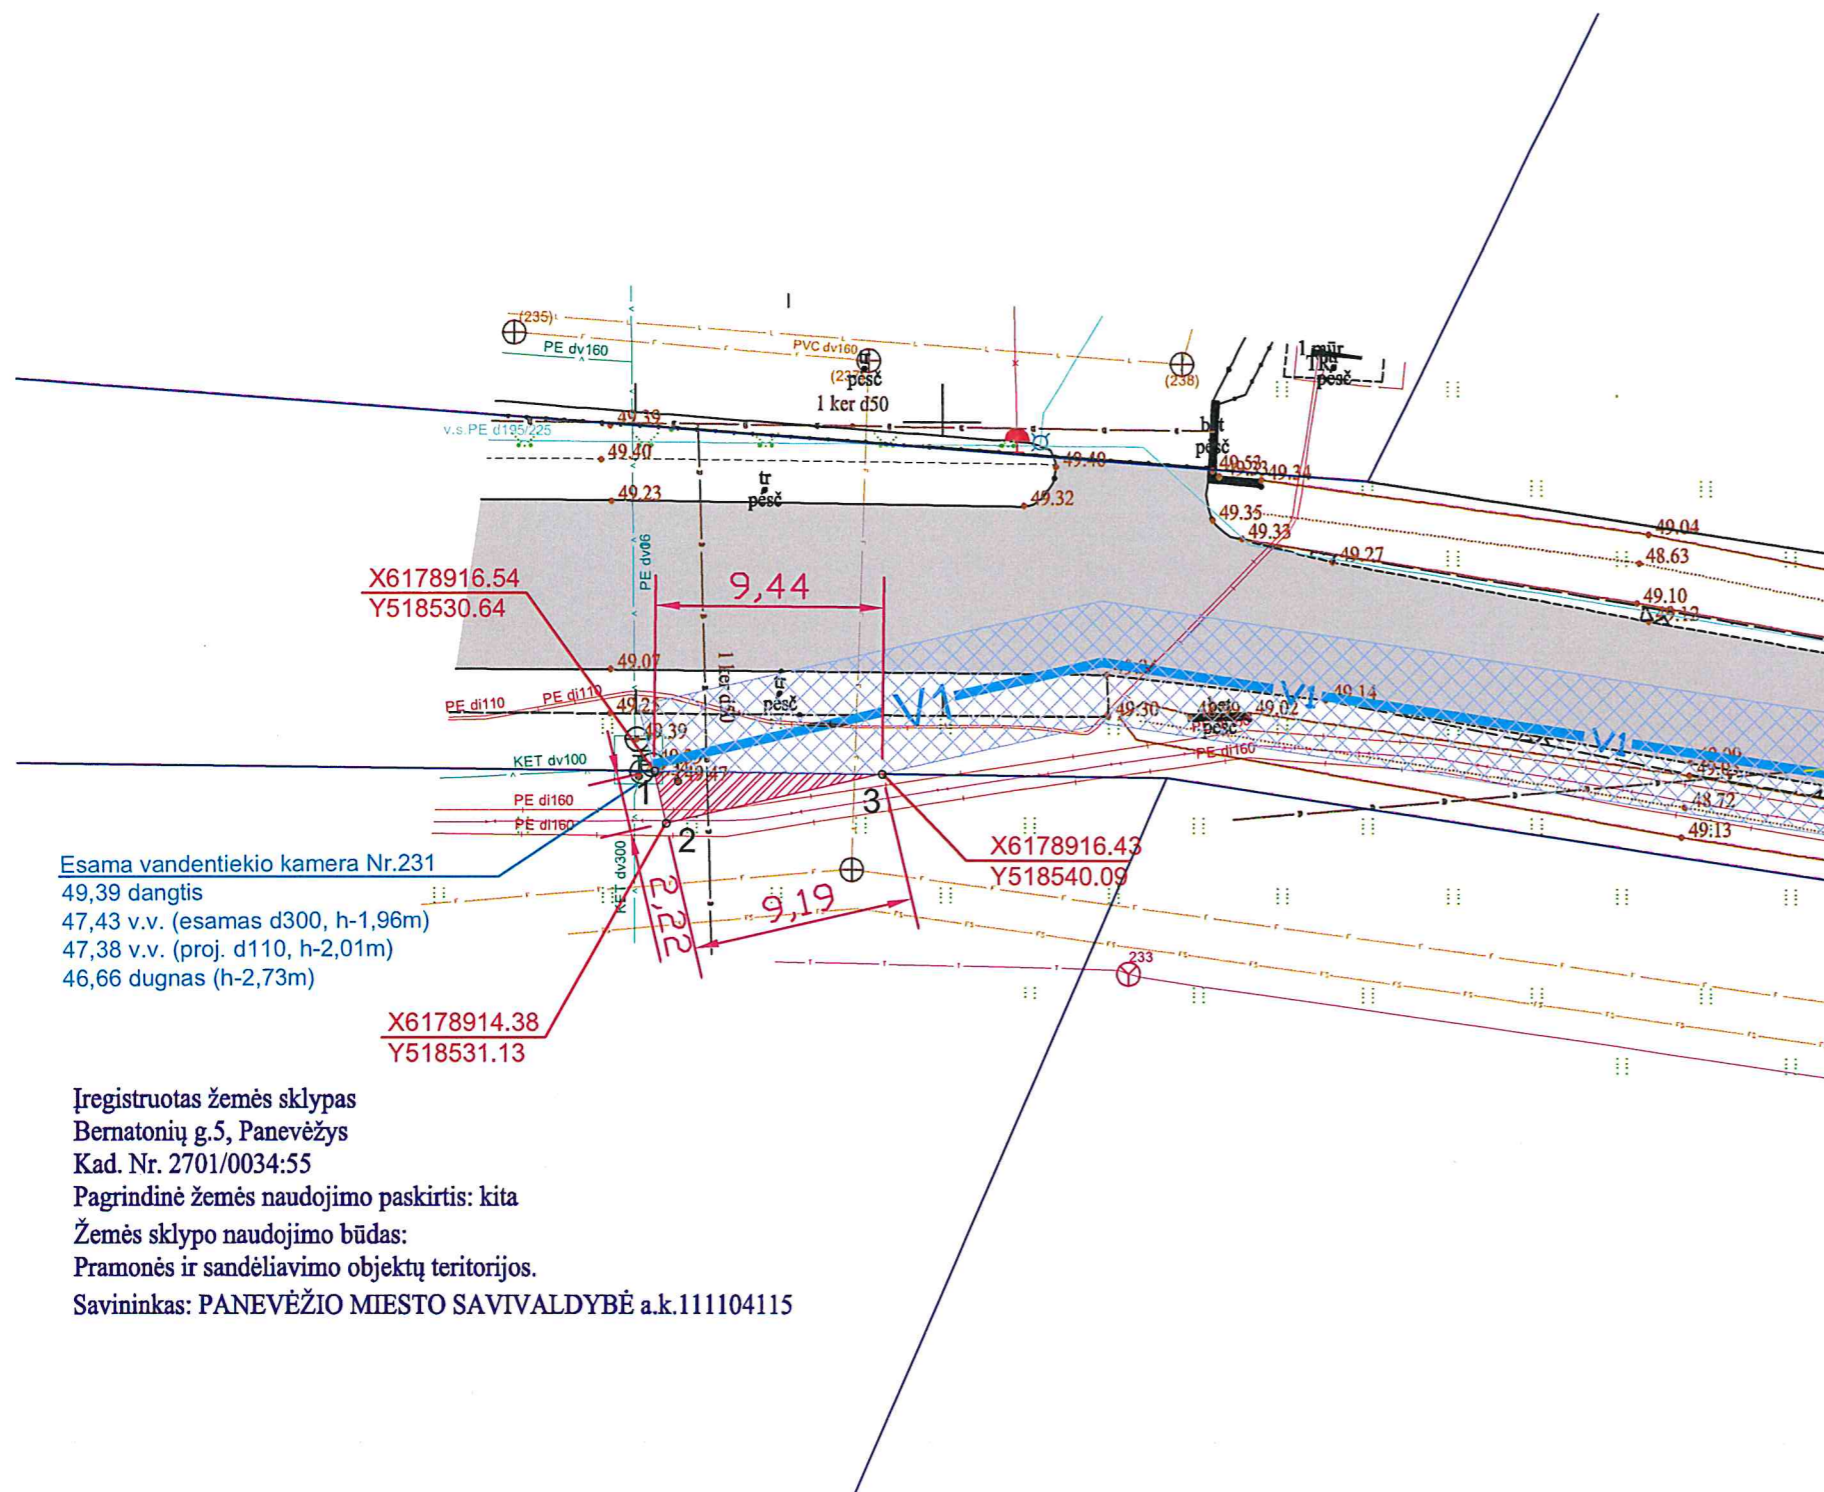 (235)
PE dv160
PVC dv160
tr
pėsč
(238)
1 mūr
pėsč
1 ker d50
49.39
v.s.PE d195/225
49.40
49.40
bet
pėsč
49.34
tr
pėsč
49.23
49.32
49.35
49.33
49.04
49.27
48.63
PE dv06
X6178916.54
Y518530.64
9,44
49.10
49.12
49.07
1 ker d50
PE di110
PE di110
pėsč
V1
V1
49.14
49.25
49.30
49.02
pėsč
V1
49.39
PE di160
KET dv100
49.47
1
PE di160
3
48.72
PE di160
2
49.13
X6178916.43
Y518540.09
KET dv300
Esama vandentiekio kamera Nr.231
49,39 dangtis
47,43 v.v. (esamas d300, h-1,96m)
47,38 v.v. (proj. d110, h-2,01m)
46,66 dugnas (h-2,73m)
2,22
9,19
233
X6178914.38
Y518531.13
Įregistruotas žemės sklypas
Bernatonių g.5, Panevėžys
Kad. Nr. 2701/0034:55
Pagrindinė žemės naudojimo paskirtis: kita
Žemės sklypo naudojimo būdas:
Pramonės ir sandėliavimo objektų teritorijos.
Savininkas: PANEVĖŽIO MIESTO SAVIVALDYBĖ a.k.111104115